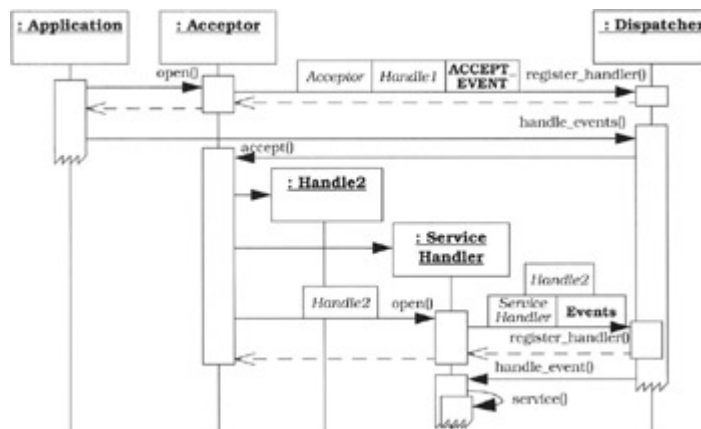 : Application
: Acceptor
: Dispatcher
open()
Acceptor
Handle1
ACCEPT_
EVENT
register_handler()
handle_events()
accept()
: Handle2
: Service
Handler
Handle2
open()
Handle2
Service
Handler
Events
register_handler()
handle_event()
service()